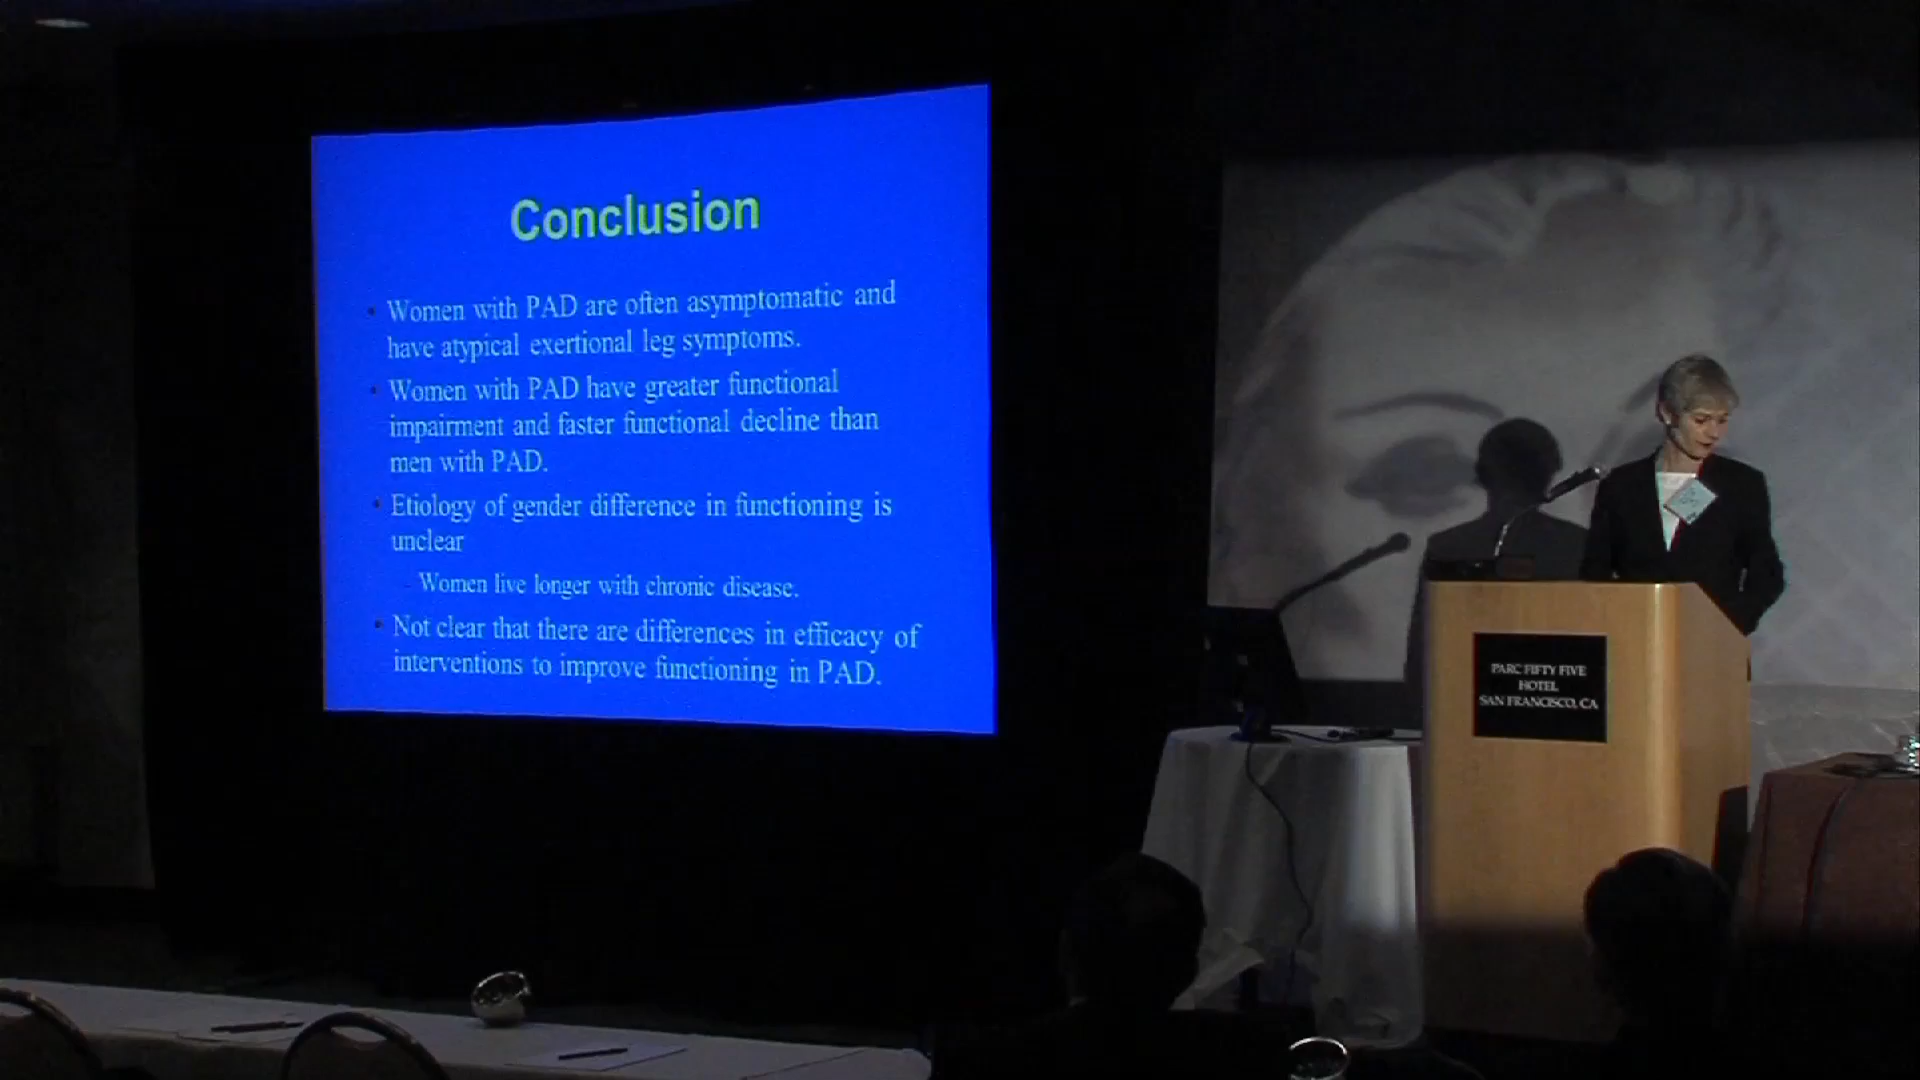 Conclusion
• Women with PAD are often asymptomatic and
have atypical exertional leg symptoms.
• Women with PAD have greater functional
impairment and faster functional decline than
men with PAD.
• Etiology of gender difference in functioning is
unclear
– Women live longer with chronic disease.
• Not clear that there are differences in efficacy of
interventions to improve functioning in PAD.
PARC FIFTY FIVE
HOTEL
SAN FRANCISCO, CA